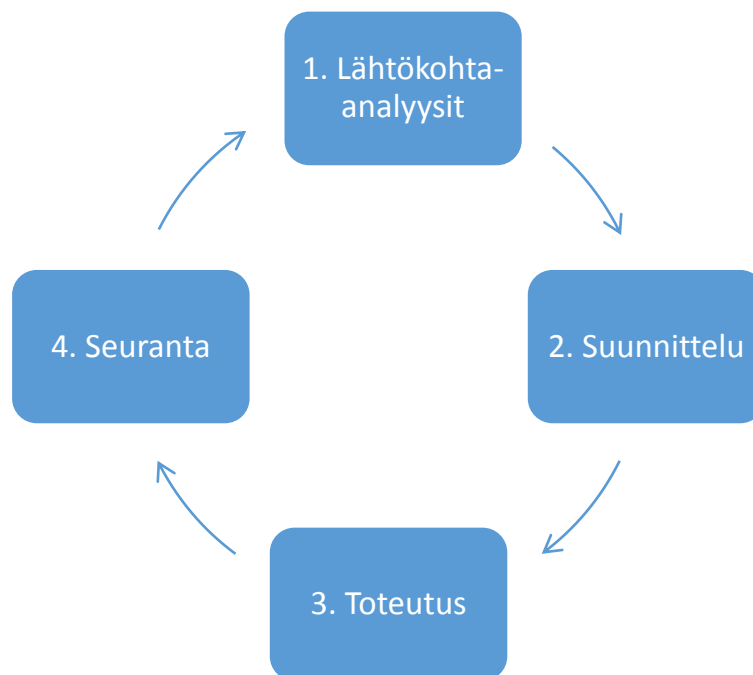 1. Lähtökohta-
analyysit
2. Suunnittelu
3. Toteutus
4. Seuranta